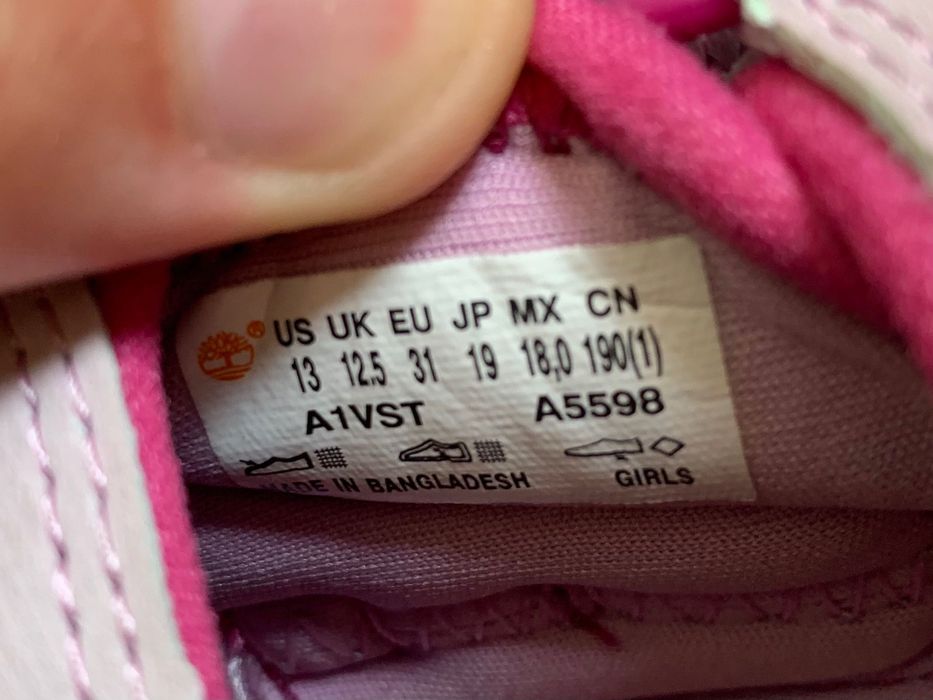 ® US UK EU JP MX CN
13 12,5 31 19 18,0 190(1)
A1VST A5598
MADE IN BANGLADESH GIRLS